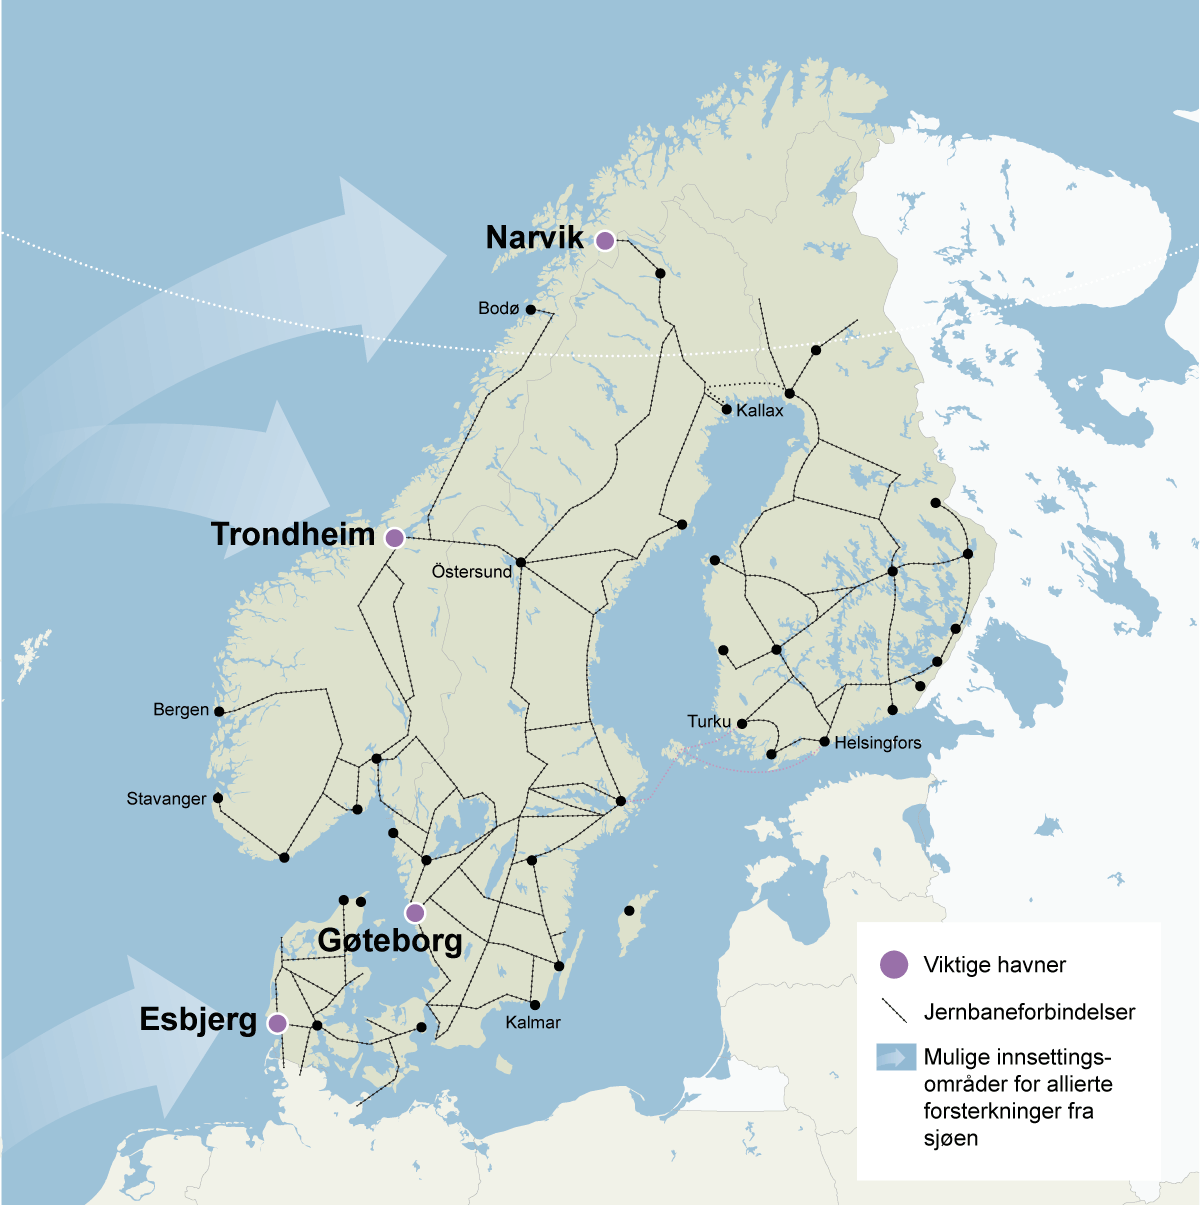 Narvik
Bodø
Kallax
Trondheim
Östersund
Bergen
Turku
Helsingfors
Stavanger
Gøteborg
Esbjerg
Kalmar
Viktige havner
Jernbaneforbindelser
Mulige innsettings-
områder for allierte
forsterkninger fra
sjøen